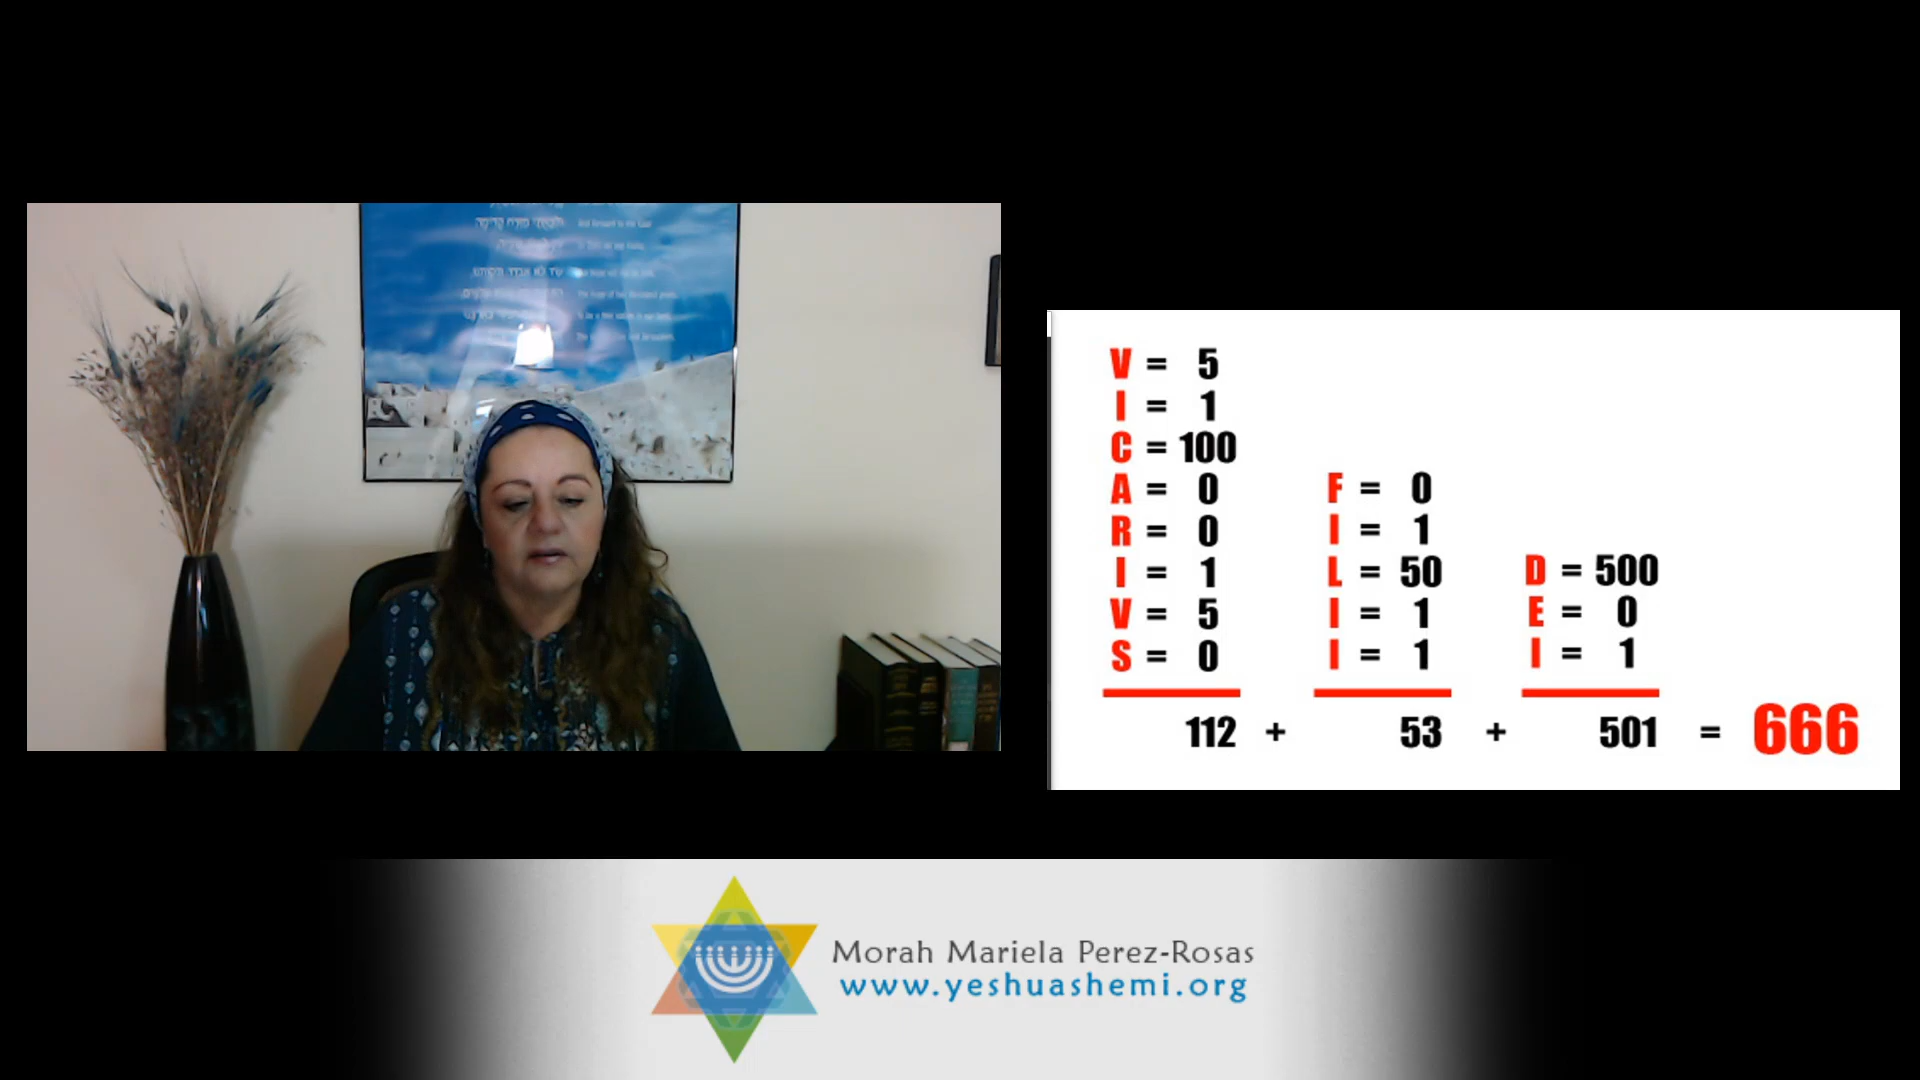 V = 5
I = 1
C = 100
A = 0
R = 0
I = 1
V = 5
S = 0
112 +
F = 0
I = 1
L = 50
I = 1
I = 1
53 +
D = 500
E = 0
I = 1
501 = 666
Morah Mariela Perez-Rosas
www.yeshuashemi.org